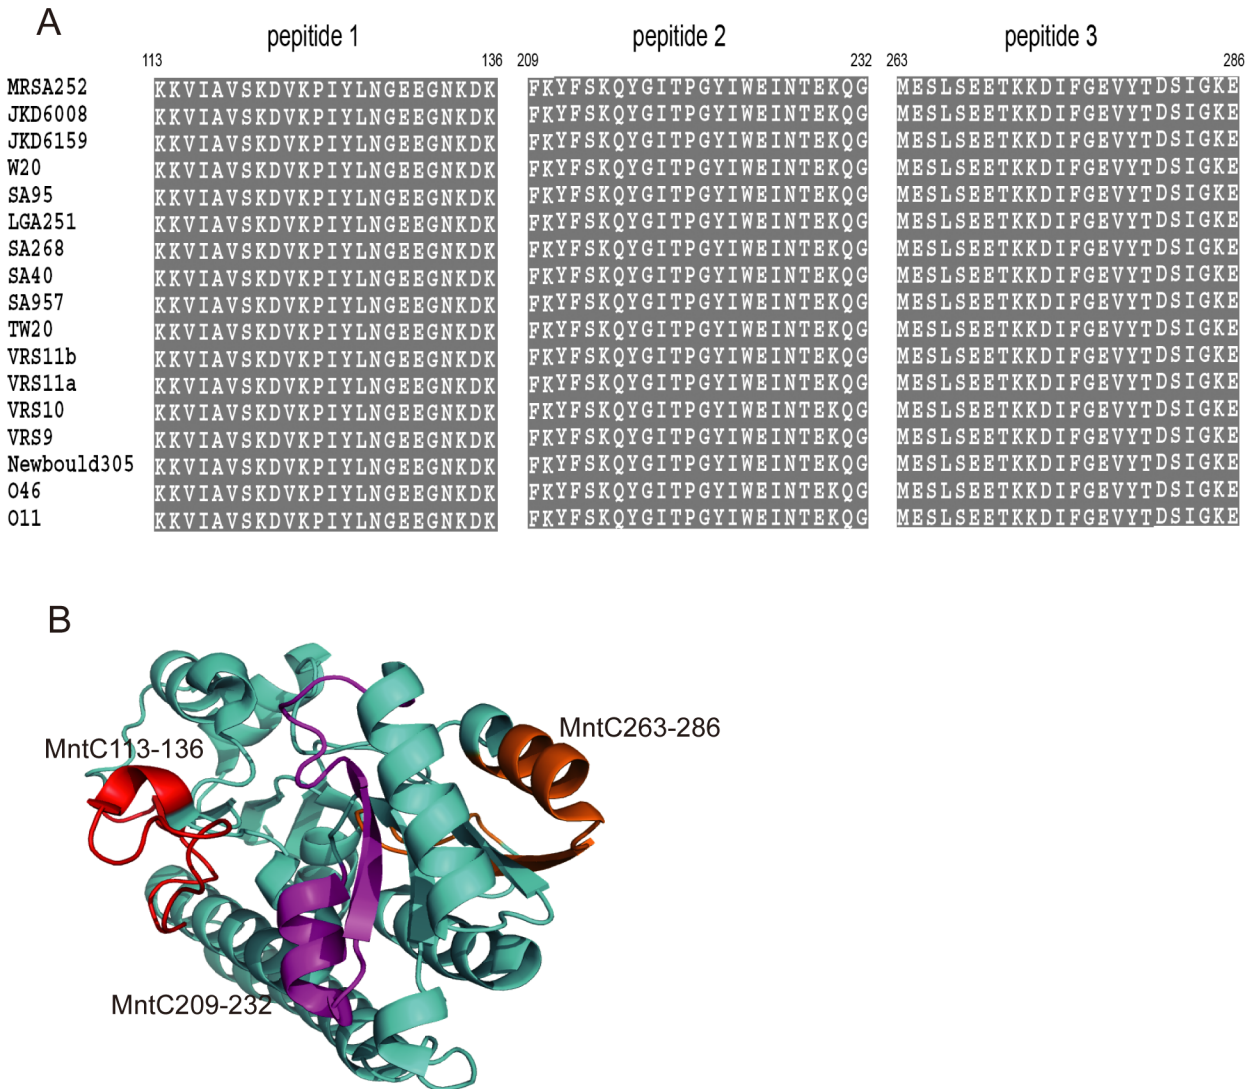 A
pepitide 1 pepitide 2 pepitide 3
113 136 209 232 263 286
MRSA252 KKVIAVSKDVKPIYLNGEEGNKDK FKYFSKQYGITPGYIWEINTEKQG MESLSEETKKDIFGEVYTDSIGKE
JKD6008 KKVIAVSKDVKPIYLNGEEGNKDK FKYFSKQYGITPGYIWEINTEKQG MESLSEETKKDIFGEVYTDSIGKE
JKD6159 KKVIAVSKDVKPIYLNGEEGNKDK FKYFSKQYGITPGYIWEINTEKQG MESLSEETKKDIFGEVYTDSIGKE
W20 KKVIAVSKDVKPIYLNGEEGNKDK FKYFSKQYGITPGYIWEINTEKQG MESLSEETKKDIFGEVYTDSIGKE
SA95 KKVIAVSKDVKPIYLNGEEGNKDK FKYFSKQYGITPGYIWEINTEKQG MESLSEETKKDIFGEVYTDSIGKE
LGA251 KKVIAVSKDVKPIYLNGEEGNKDK FKYFSKQYGITPGYIWEINTEKQG MESLSEETKKDIFGEVYTDSIGKE
SA268 KKVIAVSKDVKPIYLNGEEGNKDK FKYFSKQYGITPGYIWEINTEKQG MESLSEETKKDIFGEVYTDSIGKE
SA40 KKVIAVSKDVKPIYLNGEEGNKDK FKYFSKQYGITPGYIWEINTEKQG MESLSEETKKDIFGEVYTDSIGKE
SA957 KKVIAVSKDVKPIYLNGEEGNKDK FKYFSKQYGITPGYIWEINTEKQG MESLSEETKKDIFGEVYTDSIGKE
TW20 KKVIAVSKDVKPIYLNGEEGNKDK FKYFSKQYGITPGYIWEINTEKQG MESLSEETKKDIFGEVYTDSIGKE
VRS11b KKVIAVSKDVKPIYLNGEEGNKDK FKYFSKQYGITPGYIWEINTEKQG MESLSEETKKDIFGEVYTDSIGKE
VRS11a KKVIAVSKDVKPIYLNGEEGNKDK FKYFSKQYGITPGYIWEINTEKQG MESLSEETKKDIFGEVYTDSIGKE
VRS10 KKVIAVSKDVKPIYLNGEEGNKDK FKYFSKQYGITPGYIWEINTEKQG MESLSEETKKDIFGEVYTDSIGKE
VRS9 KKVIAVSKDVKPIYLNGEEGNKDK FKYFSKQYGITPGYIWEINTEKQG MESLSEETKKDIFGEVYTDSIGKE
Newbould305 KKVIAVSKDVKPIYLNGEEGNKDK FKYFSKQYGITPGYIWEINTEKQG MESLSEETKKDIFGEVYTDSIGKE
O46 KKVIAVSKDVKPIYLNGEEGNKDK FKYFSKQYGITPGYIWEINTEKQG MESLSEETKKDIFGEVYTDSIGKE
O11 KKVIAVSKDVKPIYLNGEEGNKDK FKYFSKQYGITPGYIWEINTEKQG MESLSEETKKDIFGEVYTDSIGKE
B
MntC263-286
MntC113-136
MntC209-232